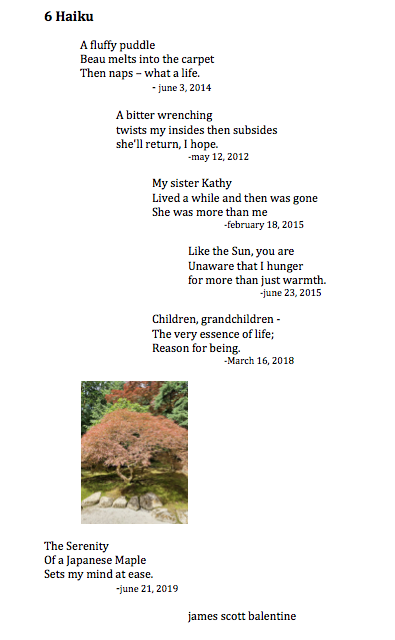 6 Haiku
A fluffy puddle
Beau melts into the carpet
Then naps – what a life.
- june 3, 2014
A bitter wrenching
twists my insides then subsides
she'll return, I hope.
-may 12, 2012
My sister Kathy
Lived a while and then was gone
She was more than me
-february 18, 2015
Like the Sun, you are
Unaware that I hunger
for more than just warmth.
-june 23, 2015
Children, grandchildren -
The very essence of life;
Reason for being.
-March 16, 2018
The Serenity
Of a Japanese Maple
Sets my mind at ease.
-june 21, 2019
james scott balentine